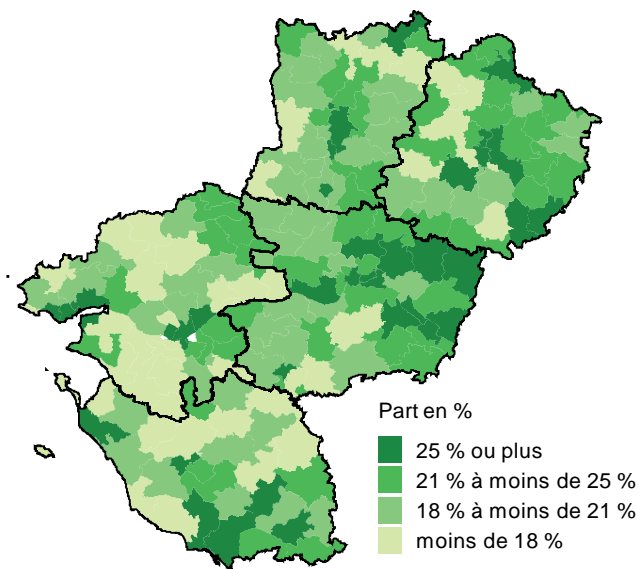 Part en %
25 % ou plus
21 % à moins de 25 %
18 % à moins de 21 %
moins de 18 %